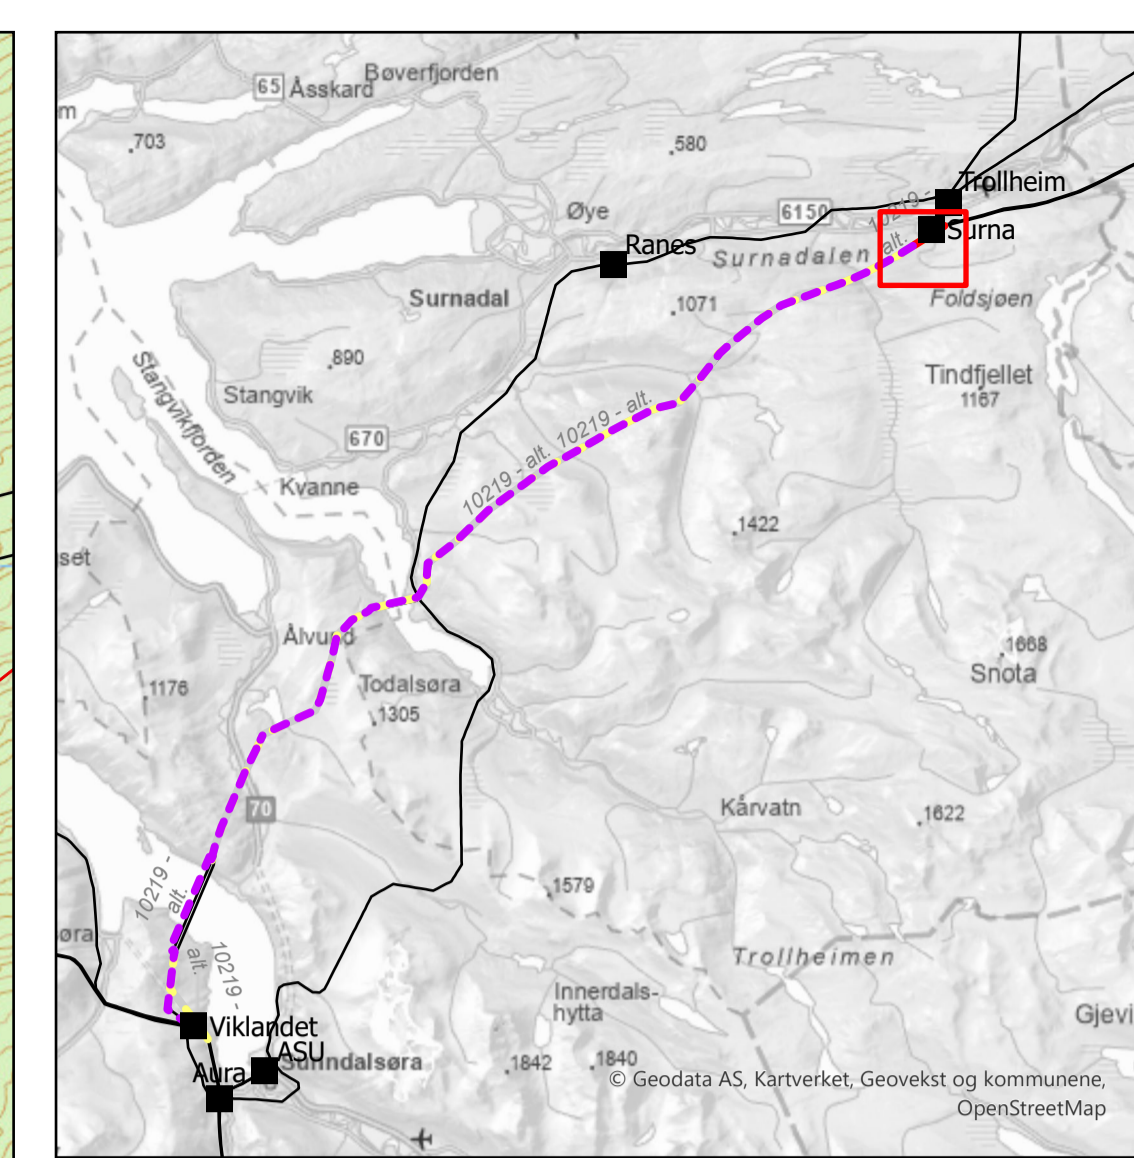 Bøverfjorden
65 Åsskard
m
703
580
Trollheim
10219 -
alt.
Øye
6150
Ranes
Surna
Surnadalen
Surnadal
1071
Foldsjøen
890
Stangvikfjorden
Stangvik
Tindfjellet
1167
10219 - alt. 10219 - alt.
670
Kvanne
1422
set
Ålvund
1668
Snota
1176
Todalsøra
1305
70
Kårvatn
1622
10219 -
alt.
1579
øra
alt.
10219 -
Trollheimen
Innerdals-
hytta
Gjevi
Viklandet
ASU
Aura
Sunndalsøra
1842
1840
© Geodata AS, Kartverket, Geovekst og kommunene,
OpenStreetMap